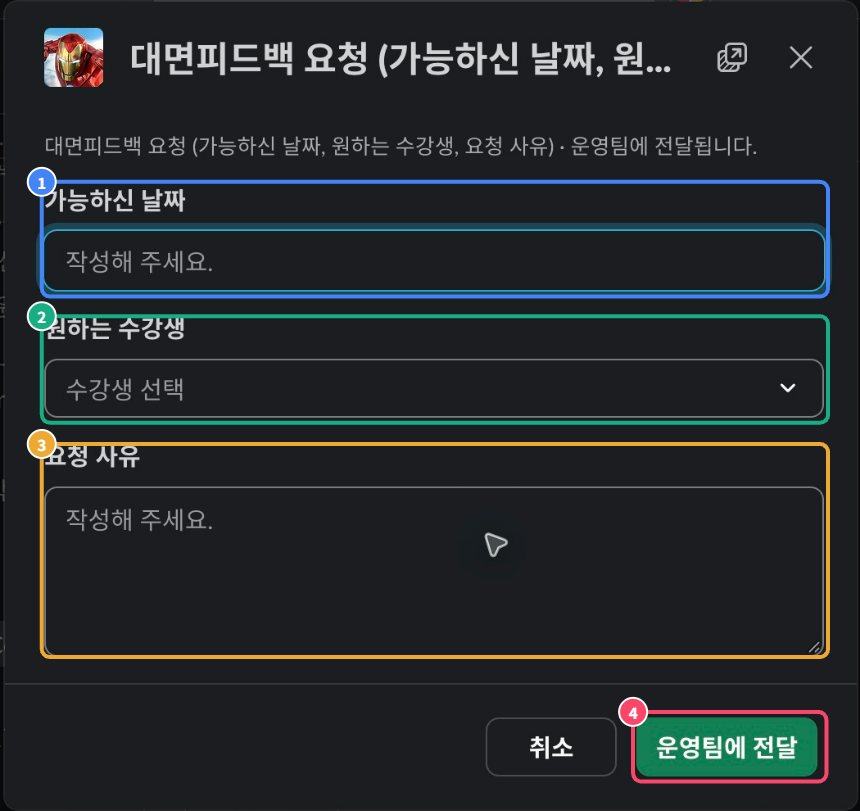 대면피드백 요청 (가능하신 날짜, 원...
대면피드백 요청 (가능하신 날짜, 원하는 수강생, 요청 사유) · 운영팀에 전달됩니다.
1
가능하신 날짜
작성해 주세요.
2
원하는 수강생
수강생 선택
3
요청 사유
작성해 주세요.
취소
4
운영팀에 전달